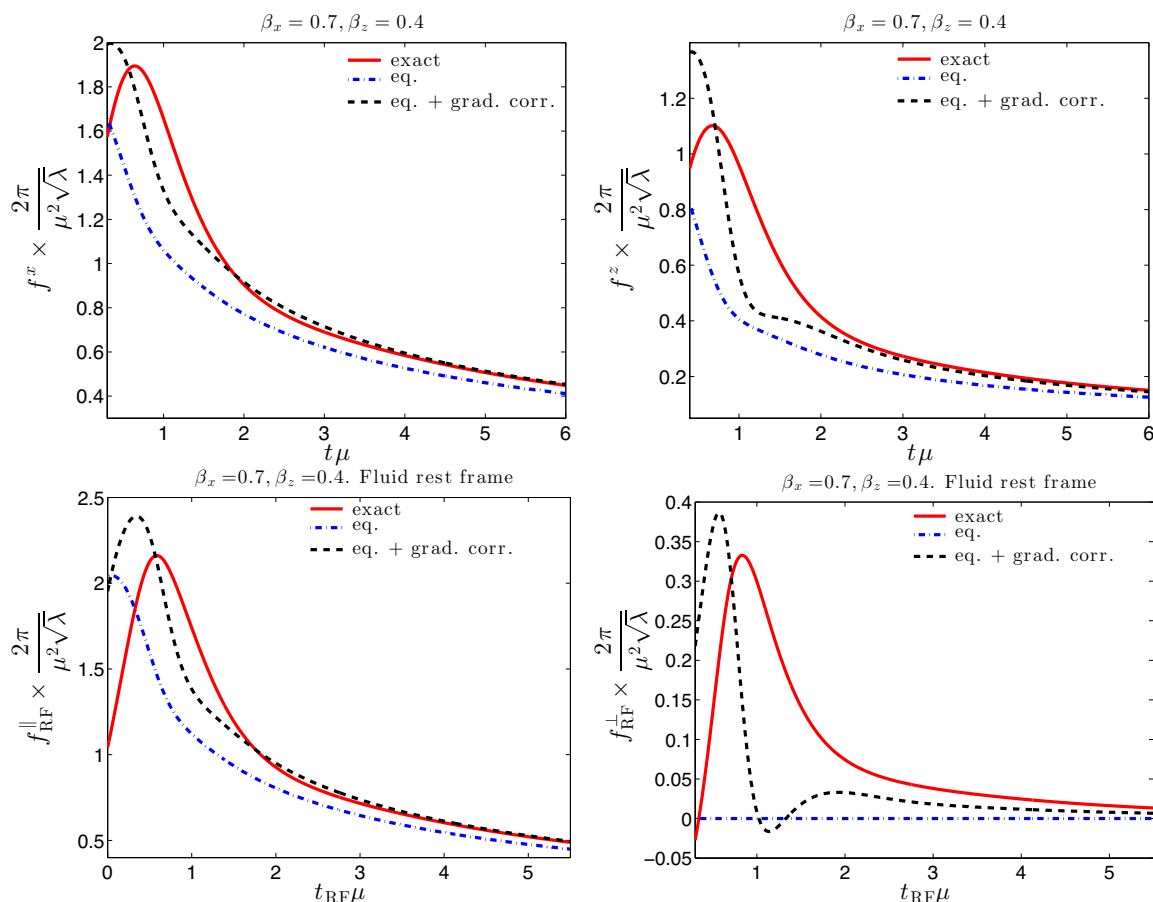 β_x = 0.7, β_z = 0.4
f^x × 2π / μ²√λ
2
1.8
1.6
1.4
1.2
1
0.8
0.6
0.4
exact
eq.
eq. + grad. corr.
1 2 3 4 5 6
tμ
β_x = 0.7, β_z = 0.4
f^z × 2π / μ²√λ
1.2
1
0.8
0.6
0.4
0.2
exact
eq.
eq. + grad. corr.
1 2 3 4 5 6
tμ
β_x =0.7, β_z =0.4. Fluid rest frame
f^∥_RF × 2π / μ²√λ
2.5
2
1.5
1
0.5
exact
eq.
eq. + grad. corr.
0 1 2 3 4 5
t_RF μ
β_x =0.7, β_z =0.4. Fluid rest frame
f^⊥_RF × 2π / μ²√λ
0.4
0.35
0.3
0.25
0.2
0.15
0.1
0.05
0
−0.05
exact
eq.
eq. + grad. corr.
1 2 3 4 5
t_RF μ